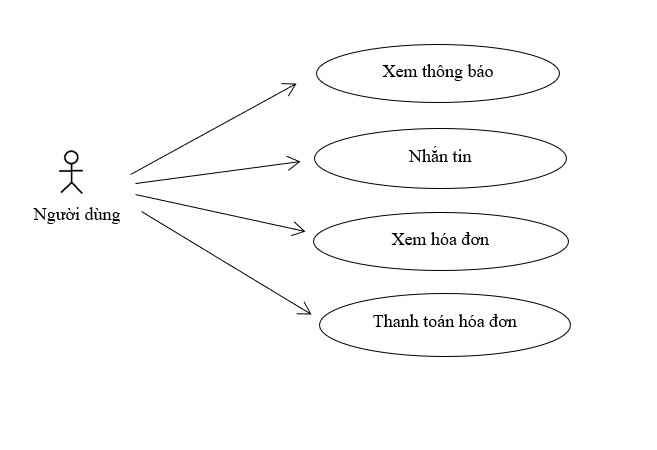 Xem thông báo
Nhắn tin
Người dùng
Xem hóa đơn
Thanh toán hóa đơn